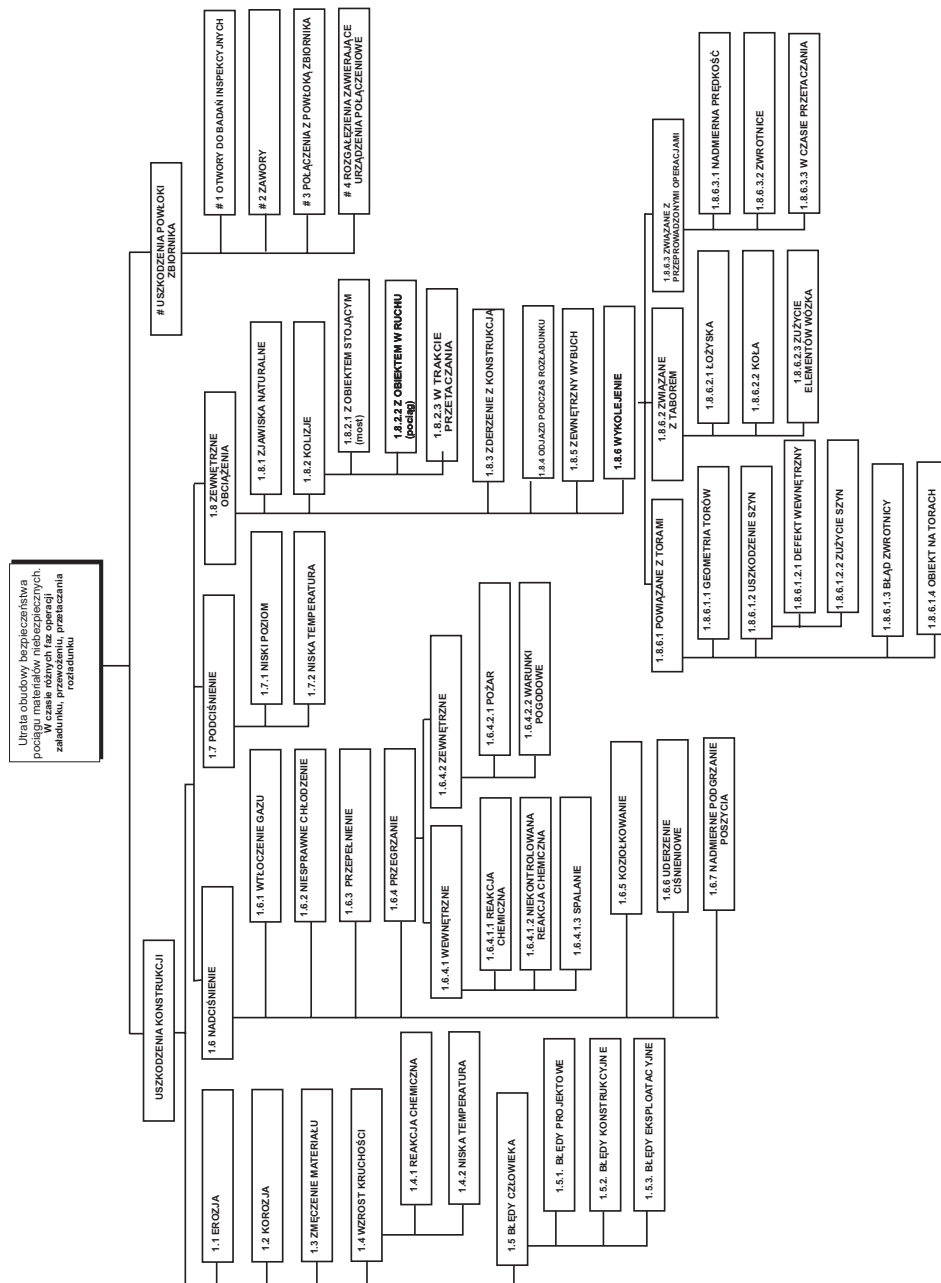 Utrata obudowy bezpieczeństwa
pociągu materiałów niebezpiecznych.
W czasie różnych faz operacji
załadunku, przewożeniu, przetaczania
rozładunku
USZKODZENIA KONSTRUKCJI
1.1 EROZJA
1.2 KOROZJA
1.3 ZMĘCZENIE MATERIAŁU
1.4 WZROST KRUCHOŚCI
1.4.1 REAKCJA CHEMICZNA
1.4.2 NISKA TEMPERATURA
1.5 BŁĘDY CZŁOWIEKA
1.5.1. BŁĘDY PROJEKTOWE
1.5.2. BŁĘDY KONSTRUKCYJNE
1.5.3. BŁĘDY EKSPLOATACYJNE
1.6 NADCIŚNIENIE
1.6.1 WTŁOCZENIE GAZU
1.6.2 NIESPRAWNE CHŁODZENIE
1.6.3 PRZEPEŁNIENIE
1.6.4 PRZEGRZANIE
1.6.4.1 WEWNĘTRZNE
1.6.4.1.1 REAKCJA
CHEMICZNA
1.6.4.1.2 NIEKONTROLOWANA
REAKCJA CHEMICZNA
1.6.4.1.3 SPALANIE
1.6.4.2 ZEWNĘTRZNE
1.6.4.2.1 POŻAR
1.6.4.2.2 WARUNKI
POGODOWE
1.6.5 KOZIOŁKOWANIE
1.6.6 UDERZENIE
CIŚNIENIOWE
1.6.7 NADMIERNE PODGRZANIE
POSZYCIA
1.7 PODCIŚNIENIE
1.7.1 NISKI POZIOM
1.7.2 NISKA TEMPERATURA
1.8 ZEWNĘTRZNE
OBCIĄŻENIA
1.8.1 ZJAWISKA NATURALNE
1.8.2 KOLIZJE
1.8.2.1 Z OBIEKTEM STOJĄCYM
(most)
1.8.2.2 Z OBIEKTEM W RUCHU
(pociąg)
1.8.2.3 W TRAKCIE
PRZETACZANIA
1.8.3 ZDERZENIE Z KONSTRUKCJĄ
1.8.4 ODJAZD PODCZAS ROZŁADUNKU
1.8.5 ZEWNĘTRZNY WYBUCH
1.8.6 WYKOLEJENIE
1.8.6.1 POWIĄZANE Z TORAMI
1.8.6.1.1 GEOMETRIA TORÓW
1.8.6.1.2 USZKODZENIE SZYN
1.8.6.1.2.1 DEFEKT WEWNĘTRZNY
1.8.6.1.2.2 ZUŻYCIE SZYN
1.8.6.1.3 BŁĄD ZWROTNICY
1.8.6.1.4 OBIEKT NA TORACH
1.8.6.2 ZWIĄZANE
Z TABOREM
1.8.6.2.1 ŁOŻYSKA
1.8.6.2.2 KOŁA
1.8.6.2.3 ZUŻYCIE
ELEMENTÓW WÓZKA
1.8.6.3 ZWIĄZANE Z
PRZEPROWADZONYMI OPERACJAMI
1.8.6.3.1 NADMIERNA PRĘDKOŚĆ
1.8.6.3.2 ZWROTNICE
1.8.6.3.3 W CZASIE PRZETACZANIA
# USZKODZENIA POWŁOKI
ZBIORNIKA
# 1 OTWORY DO BADAŃ INSPEKCYJNYCH
# 2 ZAWORY
# 3 POŁĄCZENIA Z POWŁOKĄ ZBIORNIKA
# 4 ROZGAŁĘZIENIA ZAWIERAJĄCE
URZĄDZENIA POŁĄCZENIOWE